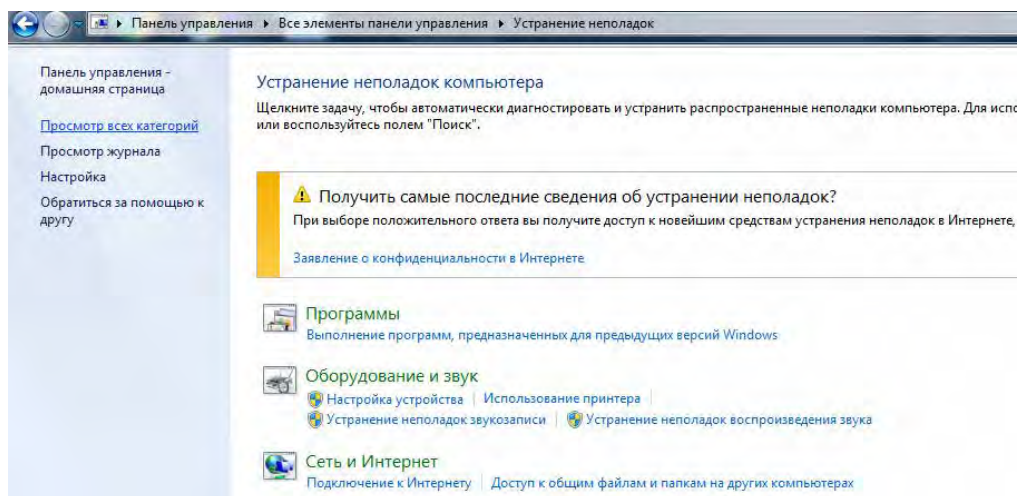 Панель управления ▸ Все элементы панели управления ▸ Устранение неполадок
Панель управления -
домашняя страница
Просмотр всех категорий
Просмотр журнала
Настройка
Обратиться за помощью к
другу
Устранение неполадок компьютера
Щелкните задачу, чтобы автоматически диагностировать и устранить распространенные неполадки компьютера. Для
или воспользуйтесь полем "Поиск".
Получить самые последние сведения об устранении неполадок?
При выборе положительного ответа вы получите доступ к новейшим средствам устранения неполадок в Интернете,
Заявление о конфиденциальности в Интернете
Программы
Выполнение программ, предназначенных для предыдущих версий Windows
Оборудование и звук
Настройка устройства | Использование принтера |
Устранение неполадок звукозаписи | Устранение неполадок воспроизведения звука
Сеть и Интернет
Подключение к Интернету | Доступ к общим файлам и папкам на других компьютерах